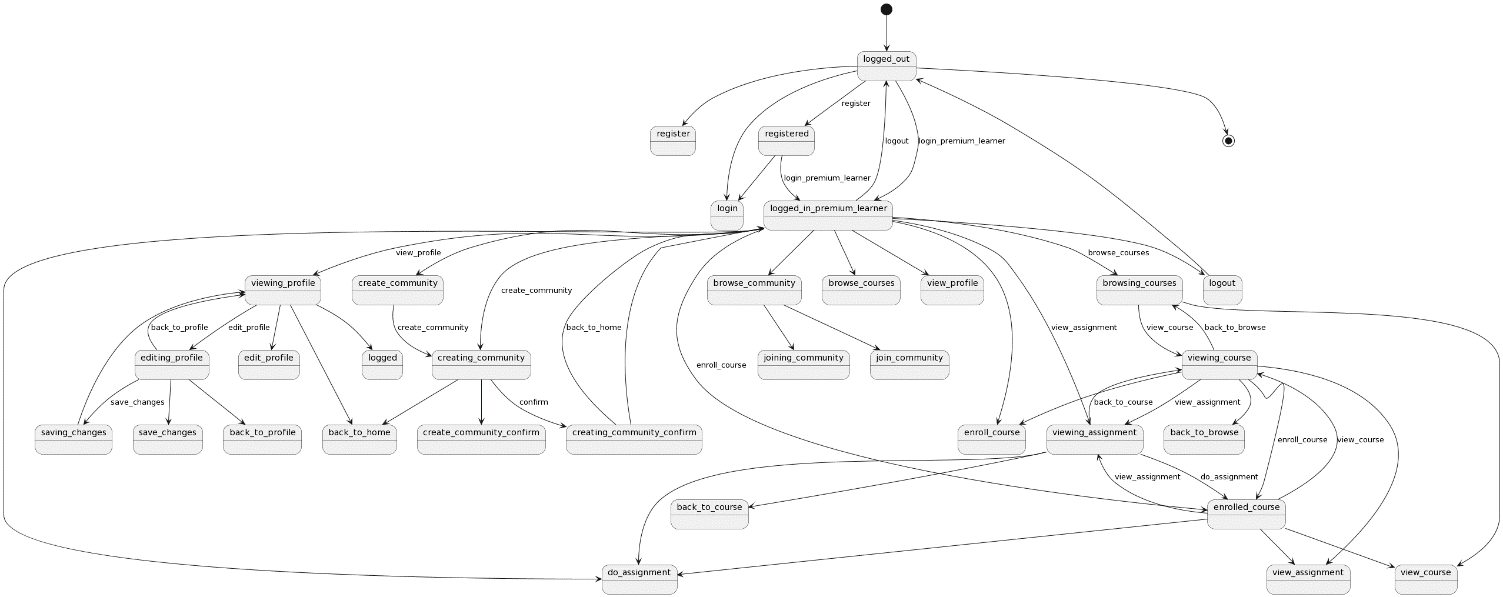 logged_out
register
register
registered
logout
login_premium_learner
login_premium_learner
login
logged_in_premium_learner
view_profile
browse_courses
viewing_profile
create_community
create_community
browse_community
browse_courses
view_profile
browsing_courses
logout
back_to_profile
edit_profile
create_community
back_to_home
view_assignment
view_course
back_to_browse
editing_profile
edit_profile
logged
creating_community
joining_community
join_community
viewing_course
enroll_course
save_changes
confirm
back_to_course
view_assignment
saving_changes
save_changes
back_to_profile
back_to_home
create_community_confirm
creating_community_confirm
enroll_course
viewing_assignment
back_to_browse
enroll_course
view_course
view_assignment
do_assignment
back_to_course
enrolled_course
do_assignment
view_assignment
view_course